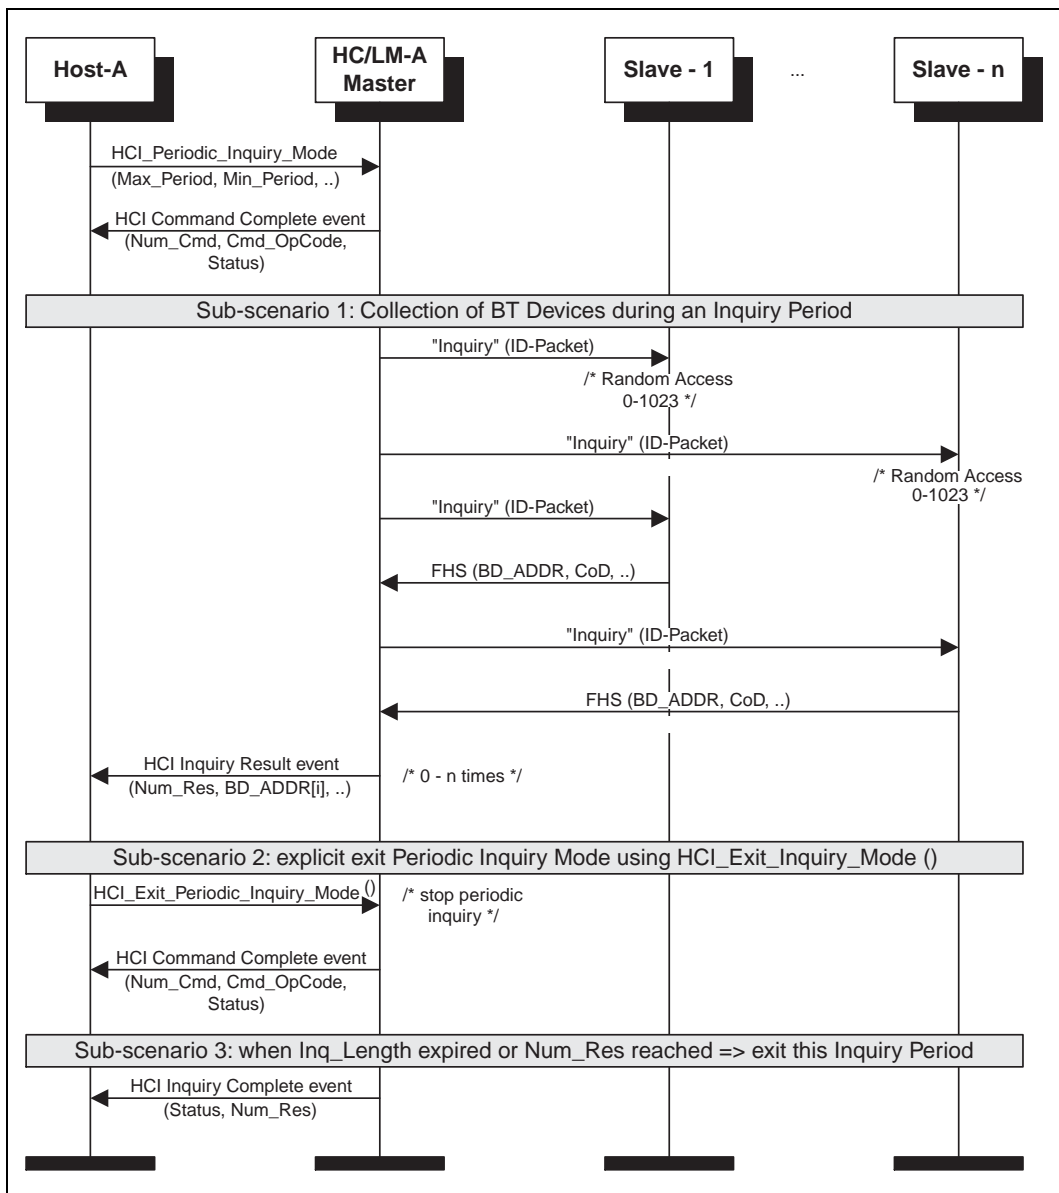 Host-A
HC/LM-A
Master
Slave - 1
...
Slave - n
HCI_Periodic_Inquiry_Mode
(Max_Period, Min_Period, ..)
HCI Command Complete event
(Num_Cmd, Cmd_OpCode,
Status)
Sub-scenario 1: Collection of BT Devices during an Inquiry Period
"Inquiry" (ID-Packet)
/* Random Access
0-1023 */
"Inquiry" (ID-Packet)
/* Random Access
0-1023 */
"Inquiry" (ID-Packet)
FHS (BD_ADDR, CoD, ..)
"Inquiry" (ID-Packet)
FHS (BD_ADDR, CoD, ..)
HCI Inquiry Result event
(Num_Res, BD_ADDR[i], ..)
/* 0 - n times */
Sub-scenario 2: explicit exit Periodic Inquiry Mode using HCI_Exit_Inquiry_Mode ()
HCI_Exit_Periodic_Inquiry_Mode ()
/* stop periodic
inquiry */
HCI Command Complete event
(Num_Cmd, Cmd_OpCode,
Status)
Sub-scenario 3: when Inq_Length expired or Num_Res reached => exit this Inquiry Period
HCI Inquiry Complete event
(Status, Num_Res)